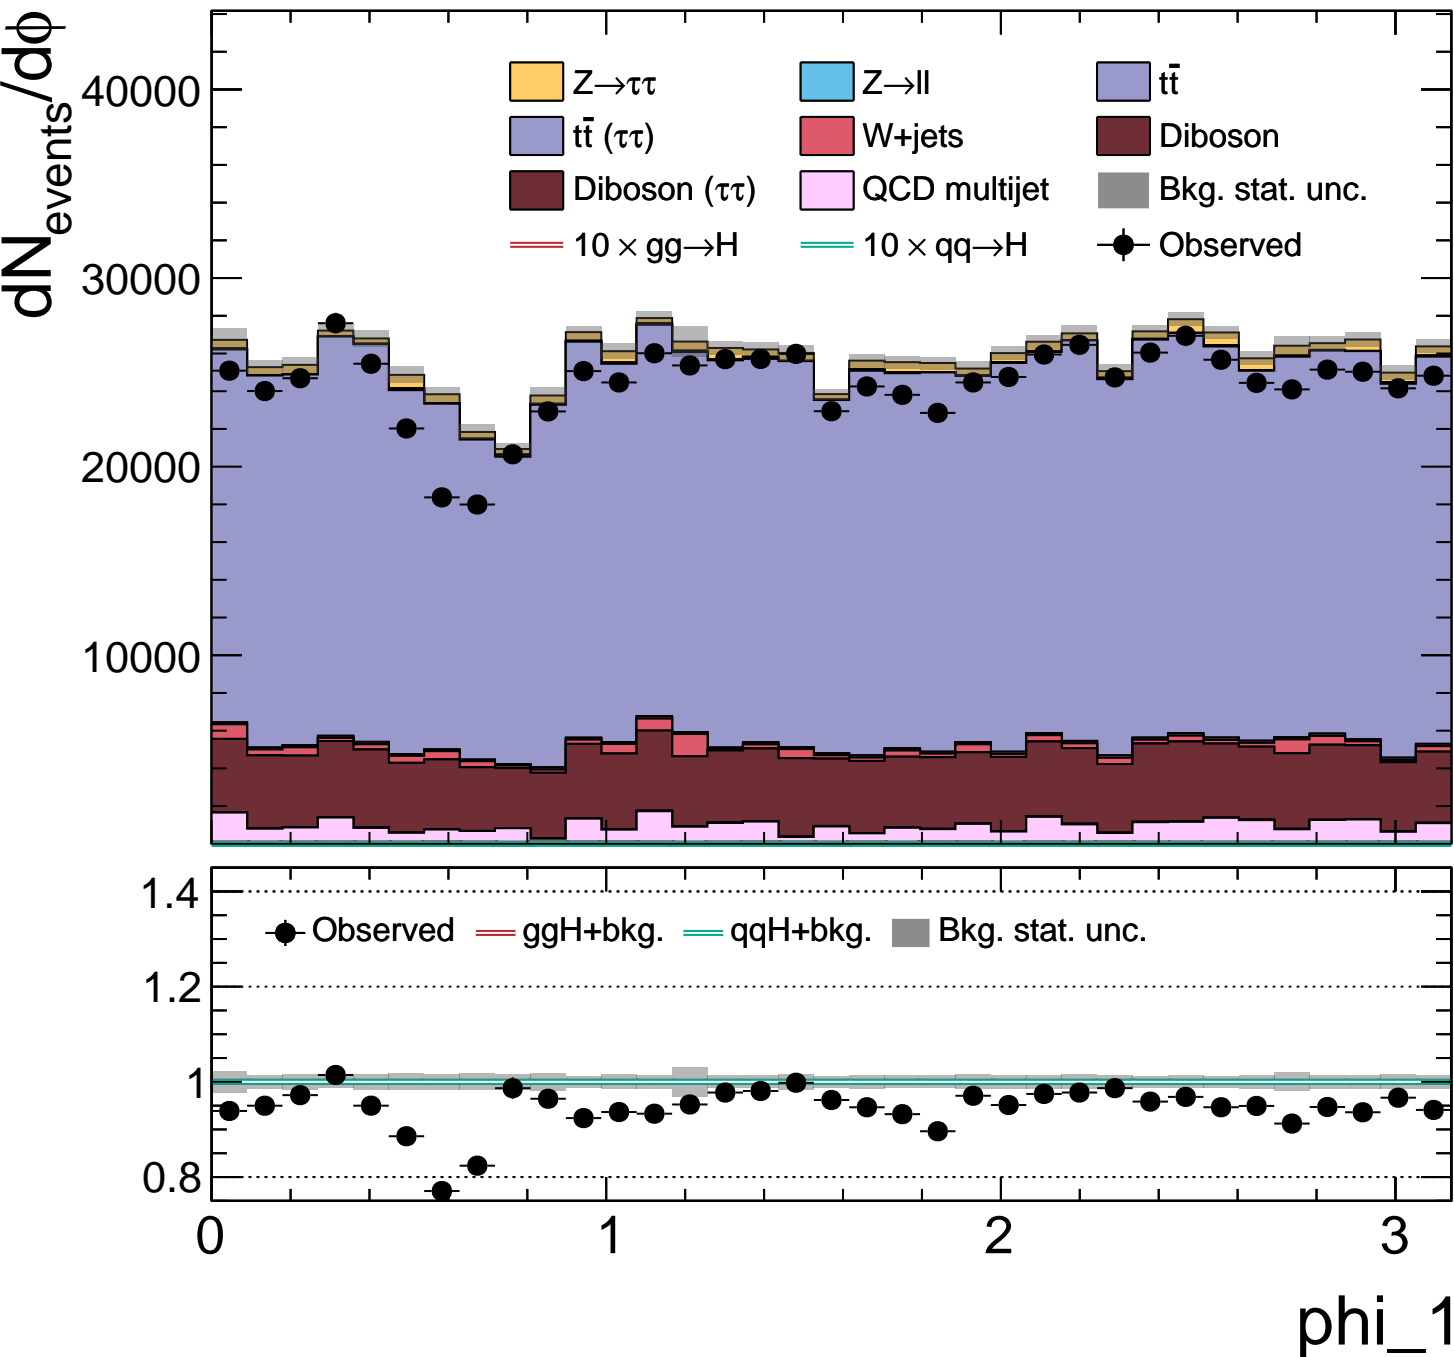 dN_events/dϕ
40000
30000
20000
10000
Z→ττ Z→ll tt̄
tt̄ (ττ) W+jets Diboson
Diboson (ττ) QCD multijet Bkg. stat. unc.
10 × gg→H 10 × qq→H Observed
1.4
1.2
1
0.8
Observed ggH+bkg. qqH+bkg. Bkg. stat. unc.
0 1 2 3
phi_1